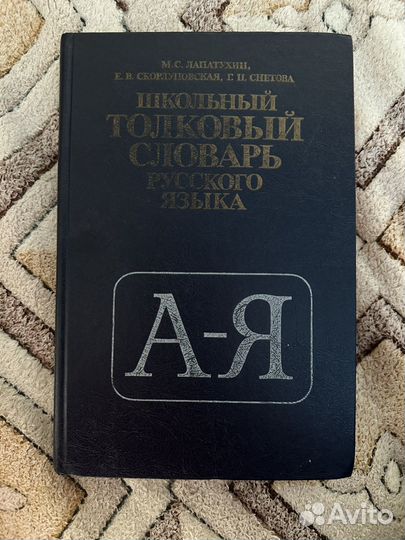 М. С. ЛАПАТУХИН,
Е. В. СКОРЛУПОВСКАЯ, Г. П. СНЕТОВА
ШКОЛЬНЫЙ
ТОЛКОВЫЙ
СЛОВАРЬ
РУССКОГО
ЯЗЫКА
А-Я
Avito